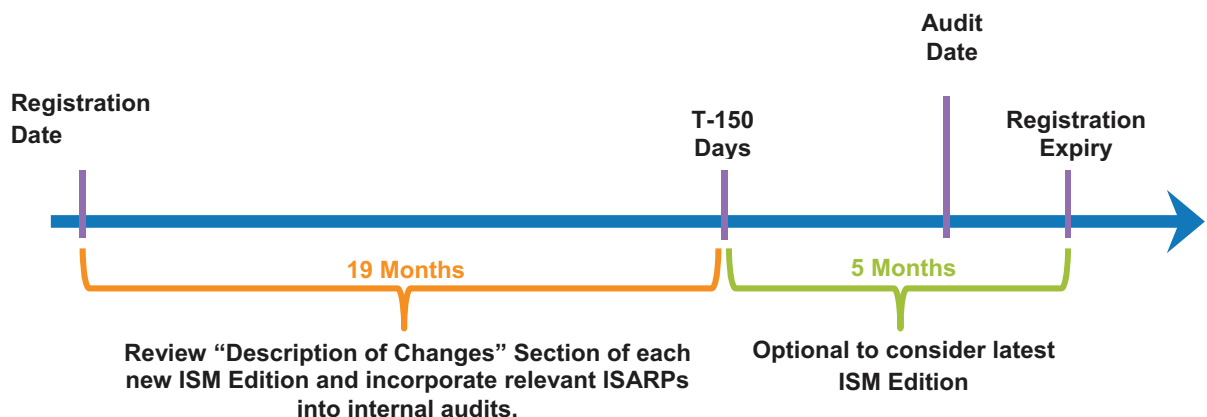 Audit
Date
Registration
Date
T-150
Days
Registration
Expiry
19 Months
5 Months
Review “Description of Changes” Section of each
new ISM Edition and incorporate relevant ISARPs
into internal audits.
Optional to consider latest
ISM Edition